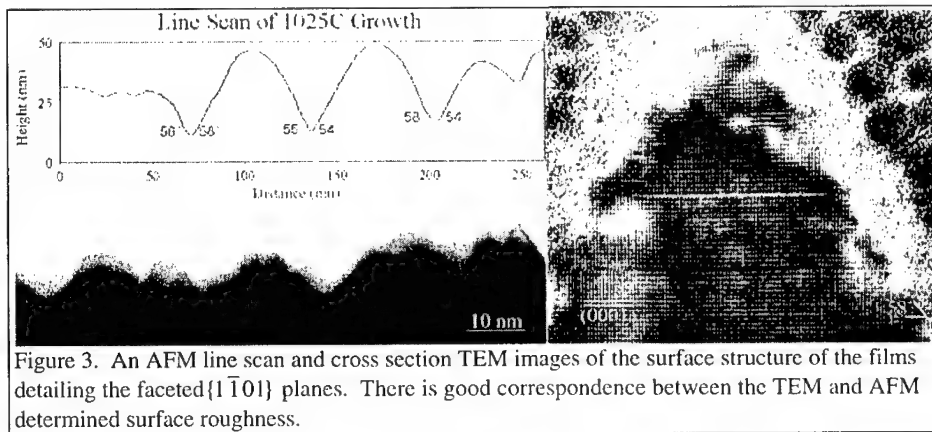 Line Scan of 1025C Growth
Height (nm)
50
25
0
56 58 55 54 58 54
0 50 100 150 200 250
Distance (nm)
10 nm
(0001)
Figure 3. An AFM line scan and cross section TEM images of the surface structure of the films
detailing the faceted {1 1̅ 01} planes. There is good correspondence between the TEM and AFM
determined surface roughness.